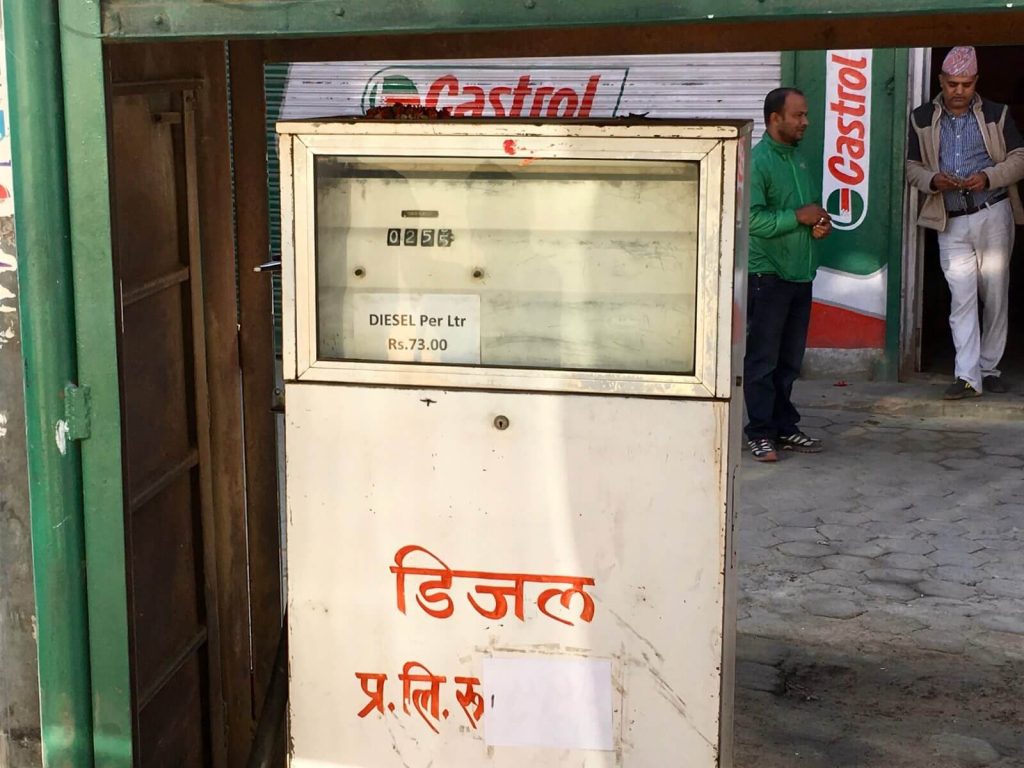 Castrol
Castrol
0255
DIESEL Per Ltr
Rs.73.00
डिजल
प्र.लि.रू